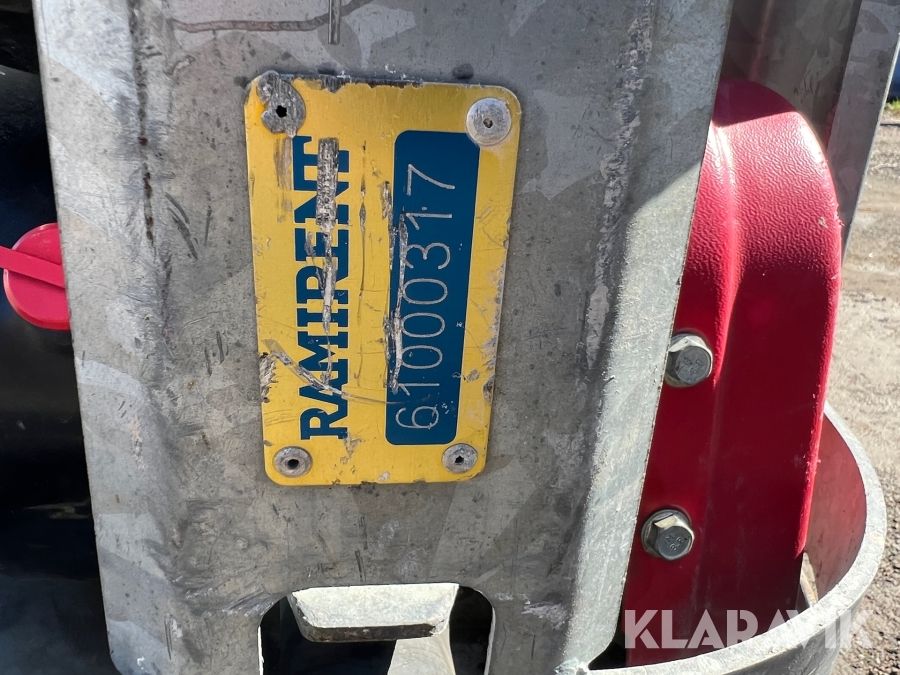 RAMIRENT
61000317
KLARAVIK